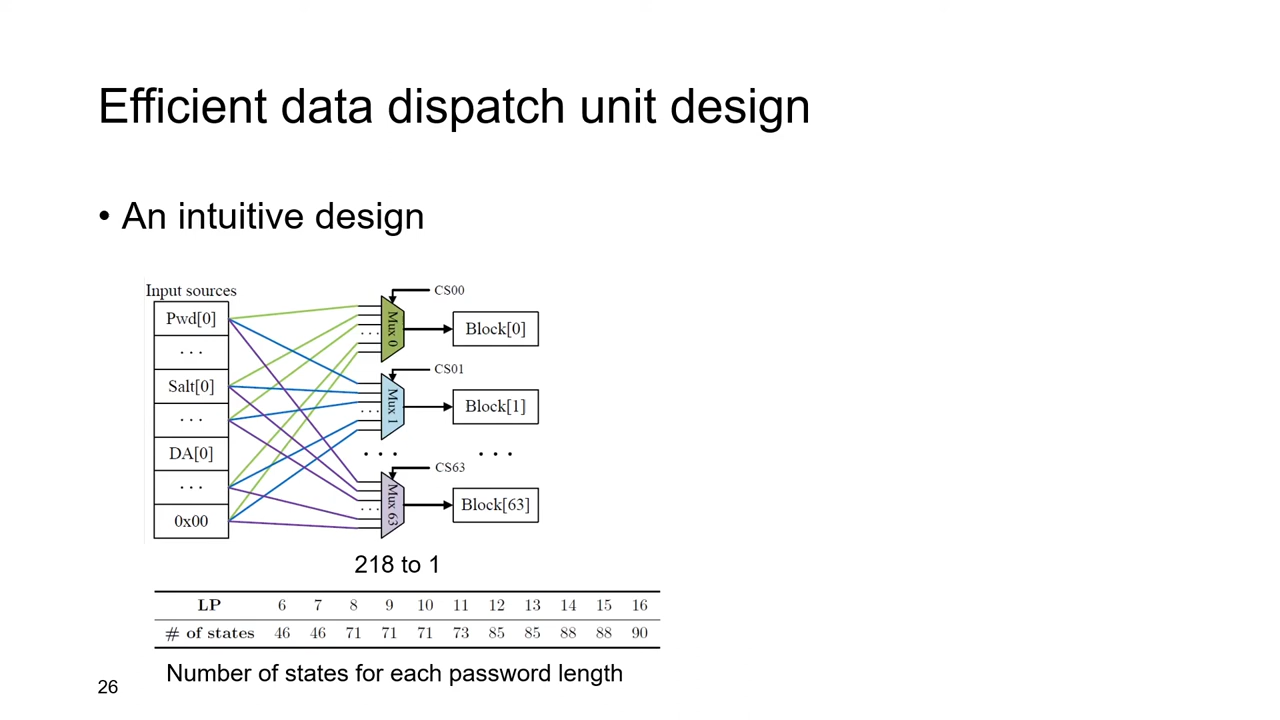 Efficient data dispatch unit design
• An intuitive design
Input sources
Pwd[0]
· · ·
Salt[0]
· · ·
DA[0]
· · ·
0x00
CS00
Mux 0
· · ·
Block[0]
CS01
Mux 1
· · ·
Block[1]
· · ·
· · ·
CS63
Mux 63
· · ·
Block[63]
218 to 1
LP 6 7 8 9 10 11 12 13 14 15 16
# of states 46 46 71 71 71 73 85 85 88 88 90
Number of states for each password length
26